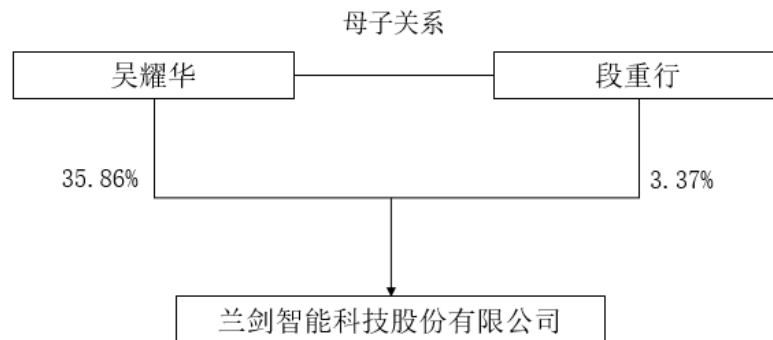 母子关系
吴耀华
段重行
35.86%
3.37%
兰剑智能科技股份有限公司